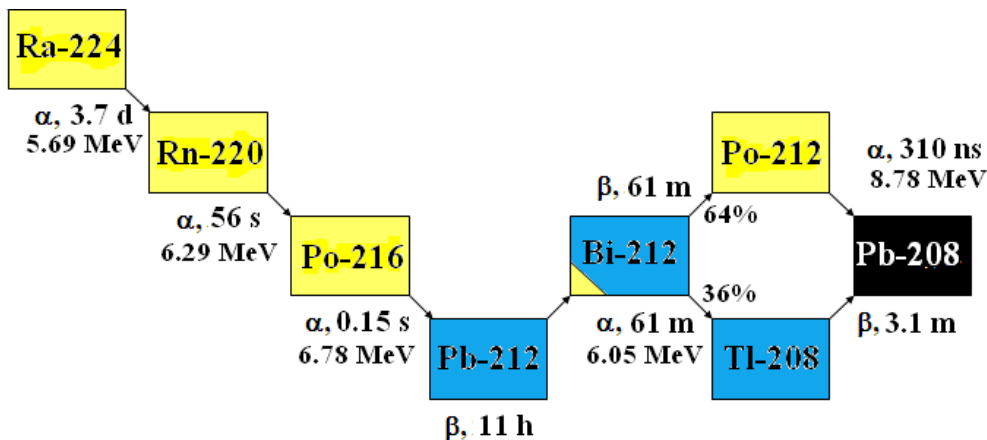 Ra-224
α, 3.7 d
5.69 MeV
Rn-220
α, 56 s
6.29 MeV
Po-216
α, 0.15 s
6.78 MeV
Pb-212
β, 11 h
Bi-212
β, 61 m
64%
Po-212
α, 310 ns
8.78 MeV
36%
α, 61 m
6.05 MeV
Tl-208
β, 3.1 m
Pb-208